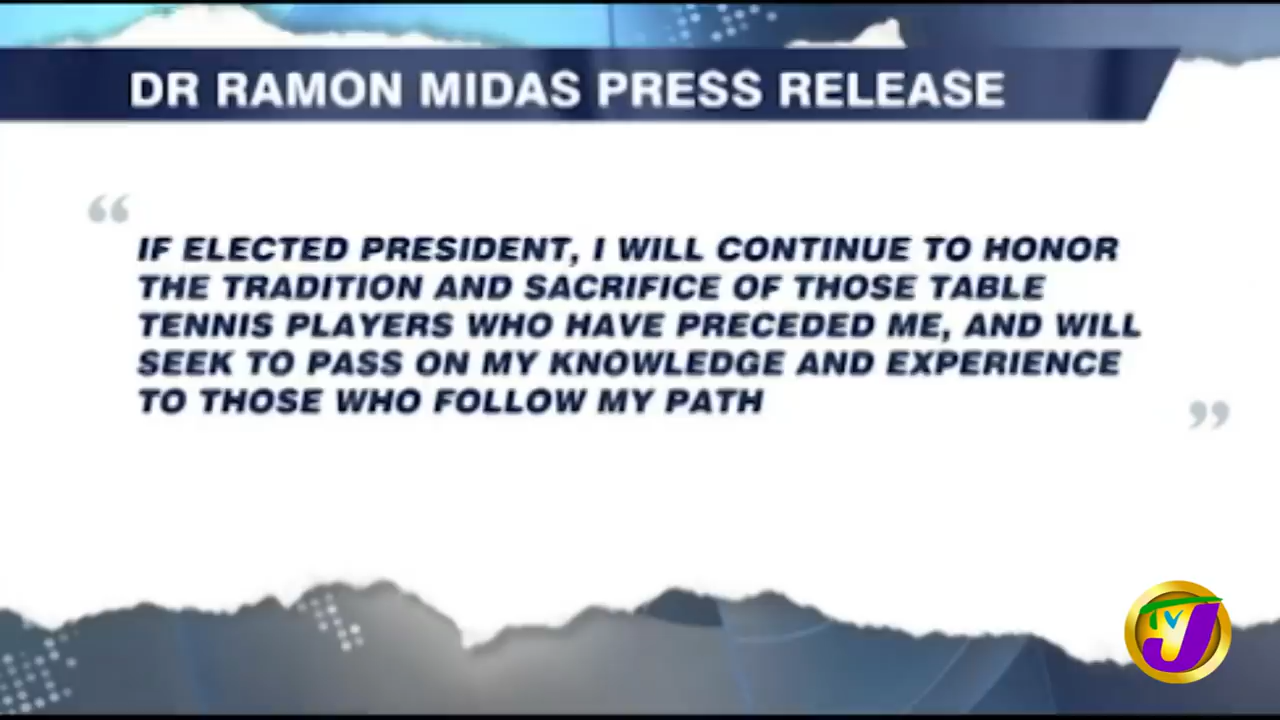 DR RAMON MIDAS PRESS RELEASE
“
IF ELECTED PRESIDENT, I WILL CONTINUE TO HONOR
THE TRADITION AND SACRIFICE OF THOSE TABLE
TENNIS PLAYERS WHO HAVE PRECEDED ME, AND WILL
SEEK TO PASS ON MY KNOWLEDGE AND EXPERIENCE
TO THOSE WHO FOLLOW MY PATH
”
TVJ